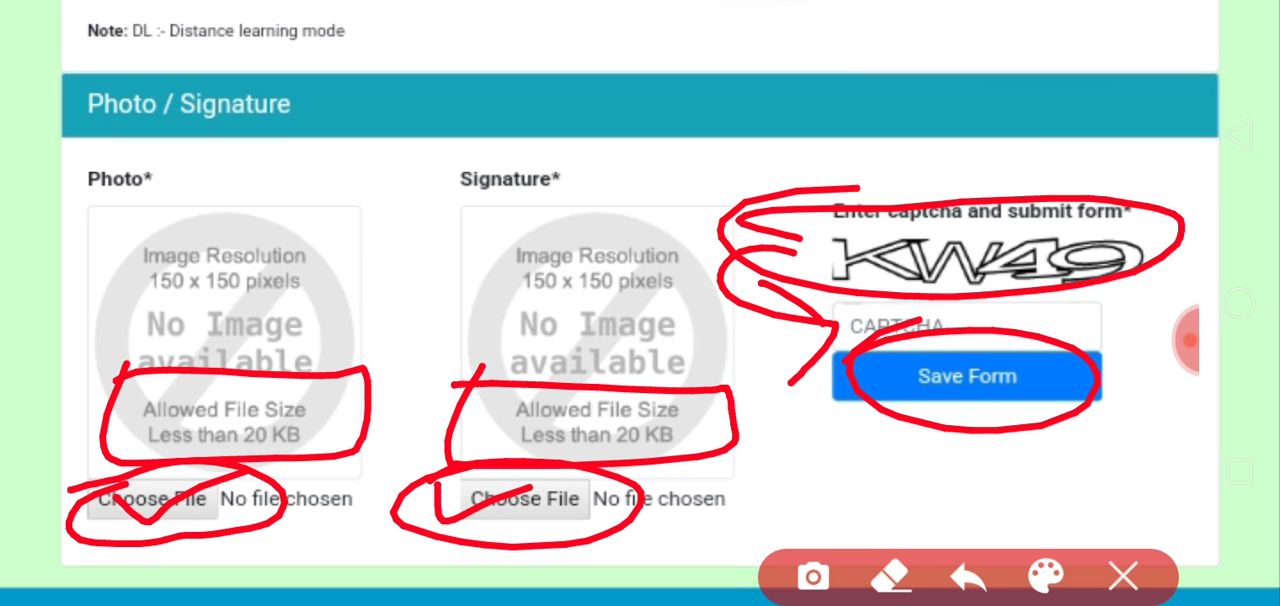 Note: DL :- Distance learning mode
Photo / Signature
Photo*
Image Resolution
150 x 150 pixels
No Image
available
Allowed File Size
Less than 20 KB
Choose File No file chosen
Signature*
Image Resolution
150 x 150 pixels
No Image
available
Allowed File Size
Less than 20 KB
Choose File No file chosen
Enter captcha and submit form*
KW49
CAPTCHA
Save Form